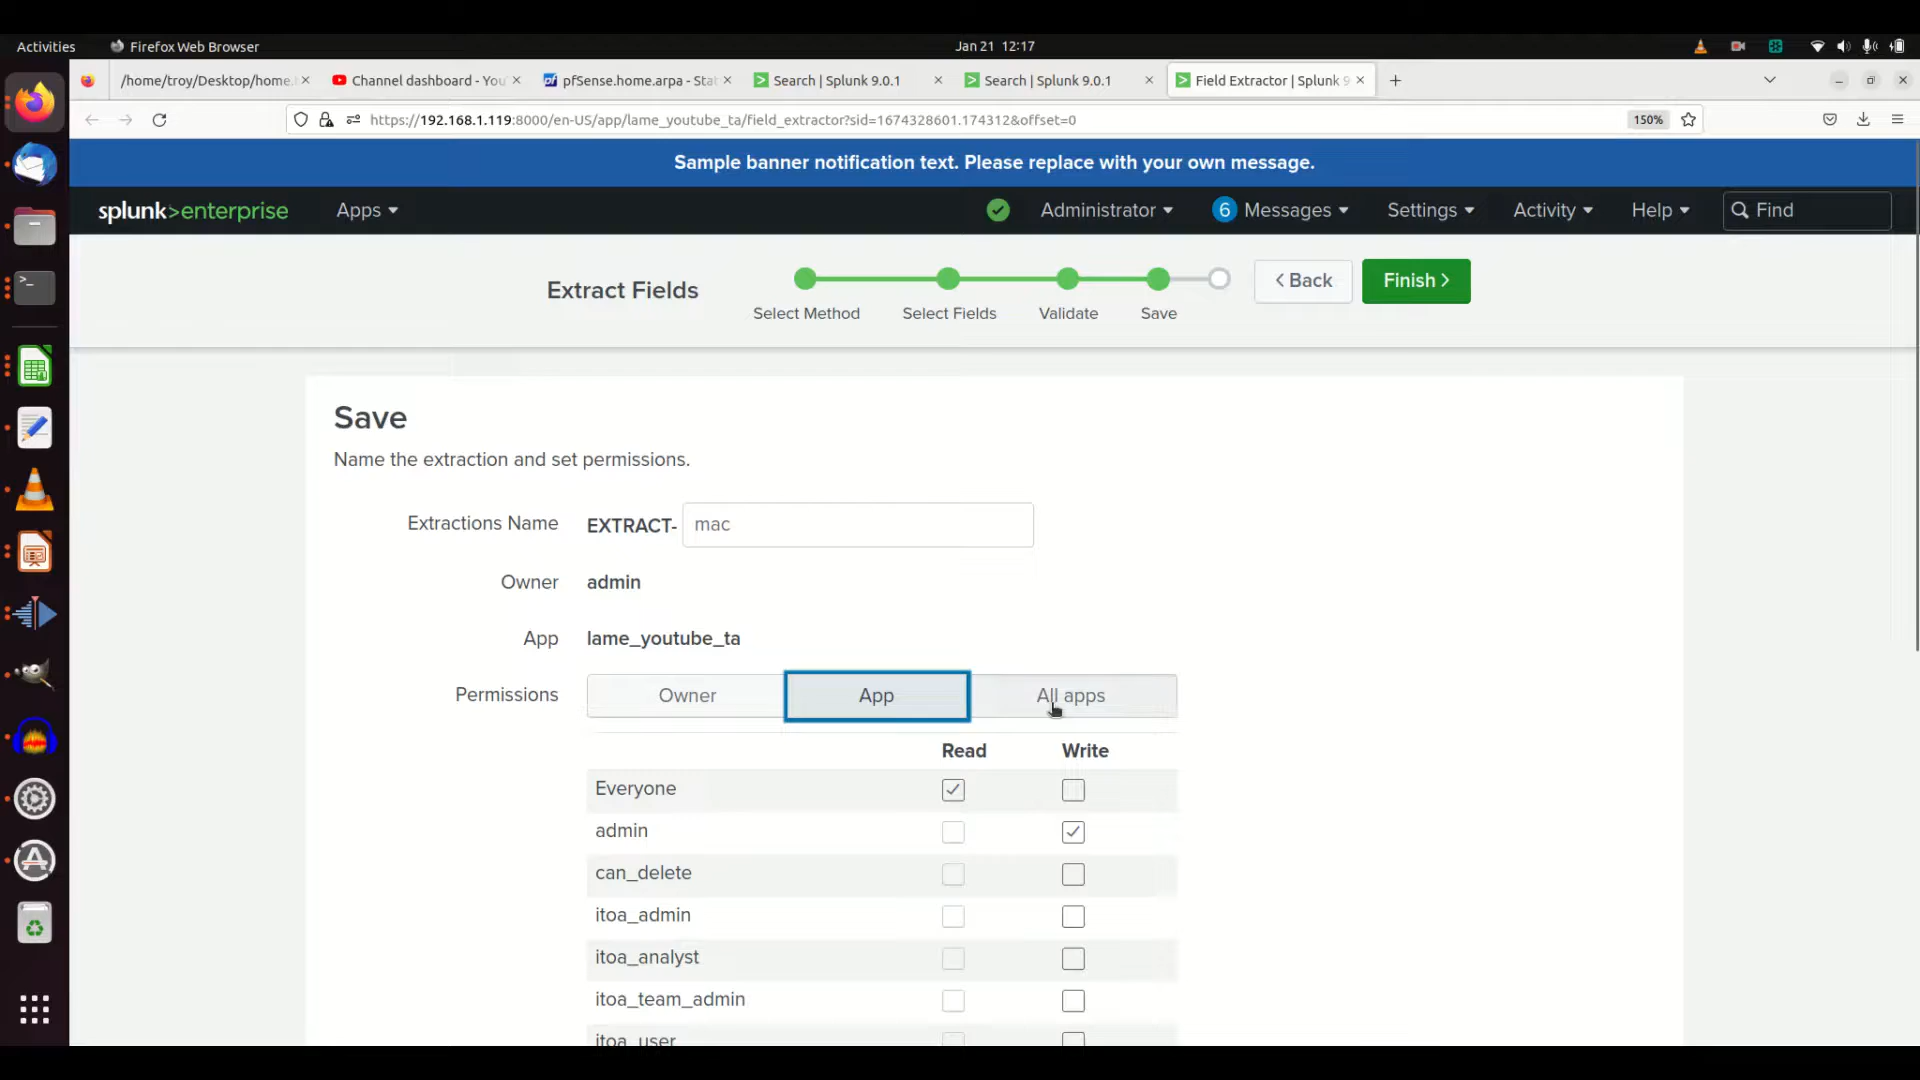 Activities Firefox Web Browser Jan 21 12:17
/home/troy/Desktop/home. Channel dashboard - You pfSense.home.arpa - Stat Search | Splunk 9.0.1 Search | Splunk 9.0.1 Field Extractor | Splunk 9
https://192.168.1.119:8000/en-US/app/lame_youtube_ta/field_extractor?sid=1674328601.174312&offset=0 150%
Sample banner notification text. Please replace with your own message.
splunk>enterprise Apps Administrator 6 Messages Settings Activity Help Find
Extract Fields
Select Method Select Fields Validate Save
< Back Finish >
Save
Name the extraction and set permissions.
Extractions Name EXTRACT- mac
Owner admin
App lame_youtube_ta
Permissions Owner App All apps
Read Write
Everyone
admin
can_delete
itoa_admin
itoa_analyst
itoa_team_admin
itoa_user